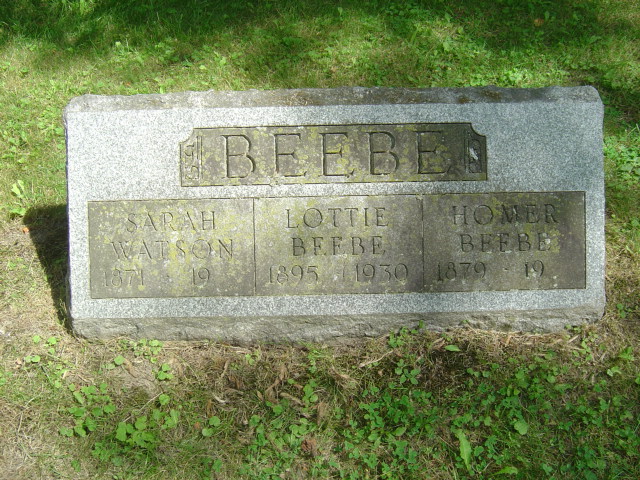 BEEBE
SARAH
WATSON
1871 - 19
LOTTIE
BEEBE
1895 - 1930
HOMER
BEEBE
1879 - 19